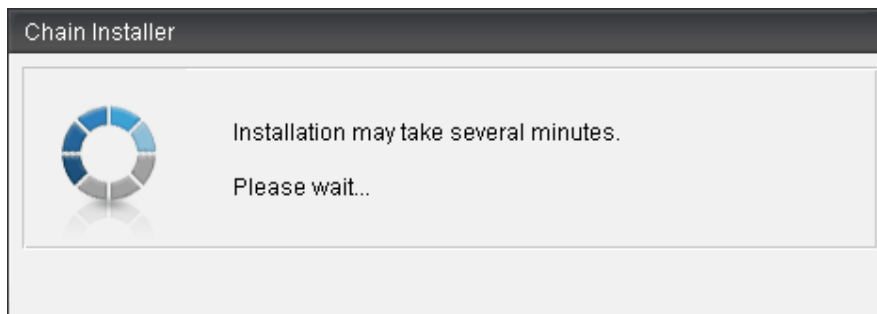 Chain Installer
Installation may take several minutes.
Please wait...